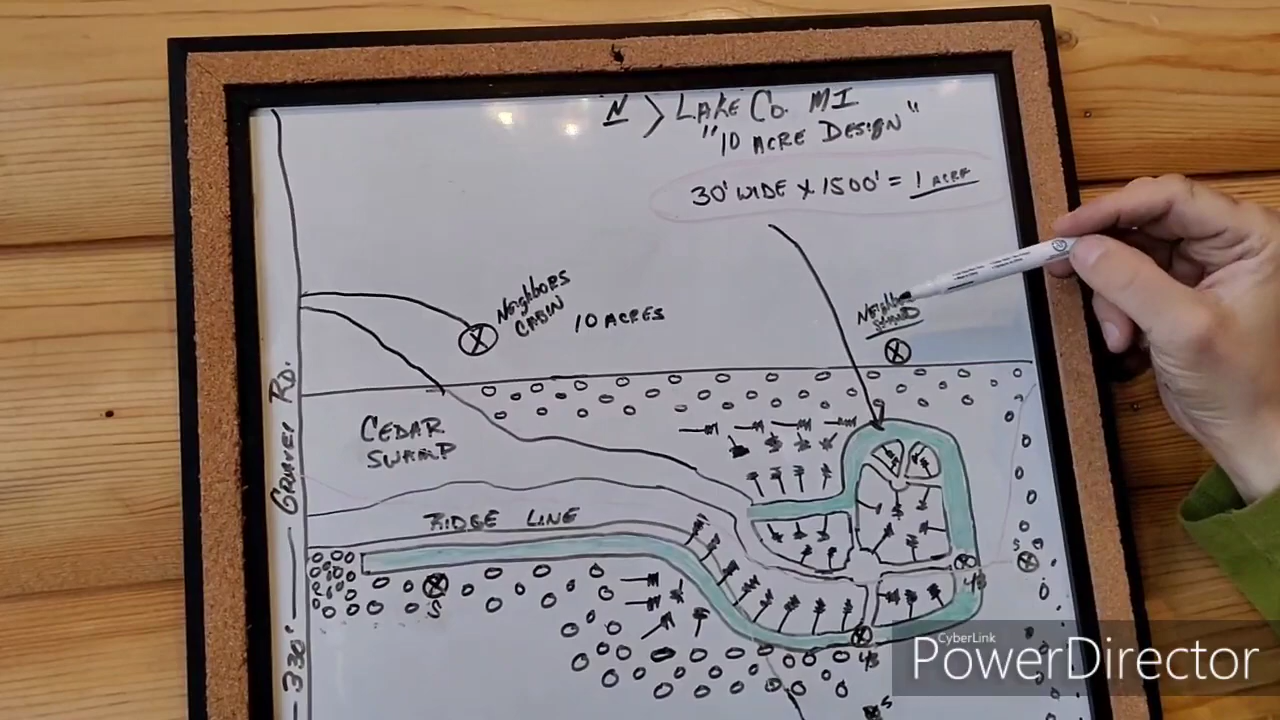 N > LAKE CO. MI
"10 ACRE DESIGN"
30' WIDE X 1500' = 1 ACRE
NEIGHBORS
CABIN
10 ACRES
X
X
CEDAR
SWAMP
RIDGE LINE
GRAVEL RD.
330'
X
S
X
S
X
X
S
CyberLink
PowerDirector